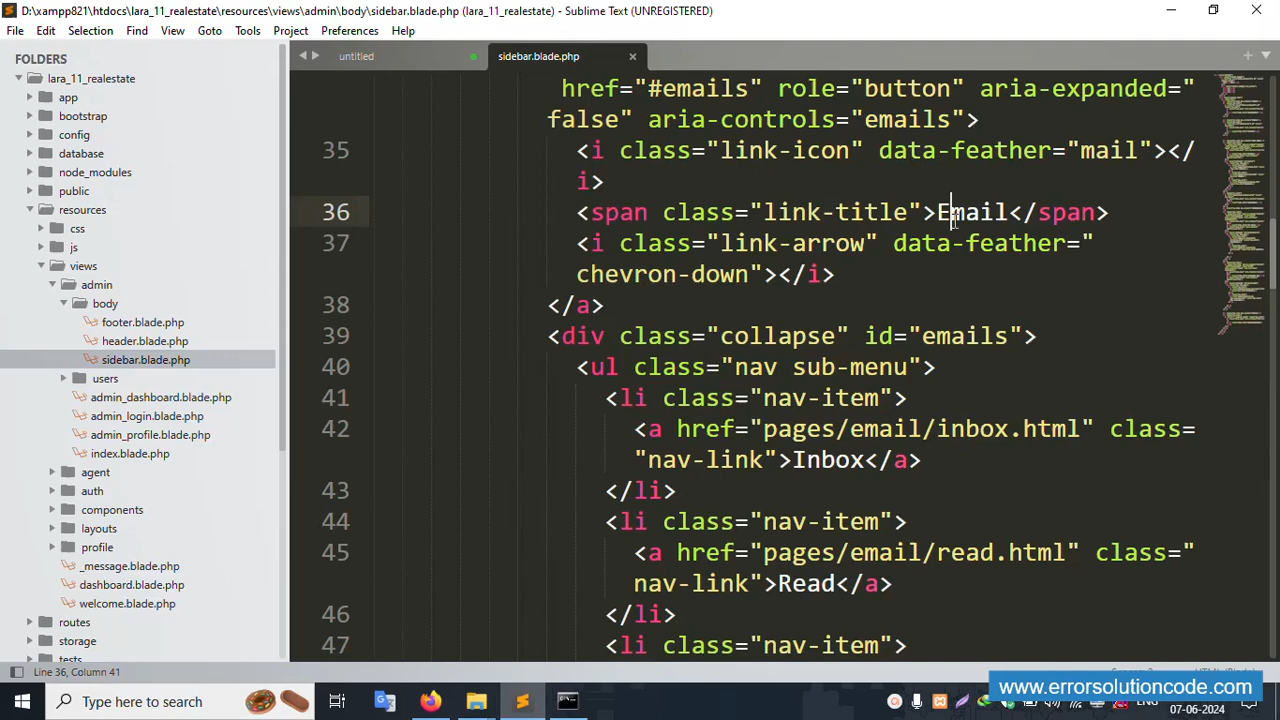 D:\xampp821\htdocs\lara_11_realestate\resources\views\admin\body\sidebar.blade.php (lara_11_realestate) - Sublime Text (UNREGISTERED)
File Edit Selection Find View Goto Tools Project Preferences Help
FOLDERS
lara_11_realestate
app
bootstrap
config
database
node_modules
public
resources
css
js
views
admin
body
footer.blade.php
header.blade.php
sidebar.blade.php
users
admin_dashboard.blade.php
admin_login.blade.php
admin_profile.blade.php
index.blade.php
agent
auth
components
layouts
profile
_message.blade.php
dashboard.blade.php
welcome.blade.php
routes
storage
tests
untitled
sidebar.blade.php
href="#emails" role="button" aria-expanded="
false" aria-controls="emails">
35 <i class="link-icon" data-feather="mail"></
i>
36 <span class="link-title">Email</span>
37 <i class="link-arrow" data-feather="
chevron-down"></i>
38 </a>
39 <div class="collapse" id="emails">
40 <ul class="nav sub-menu">
41 <li class="nav-item">
42 <a href="pages/email/inbox.html" class=
"nav-link">Inbox</a>
43 </li>
44 <li class="nav-item">
45 <a href="pages/email/read.html" class="
nav-link">Read</a>
46 </li>
47 <li class="nav-item">
Line 36, Column 41
Type here to search
www.errorsolutioncode.com
07-06-2024